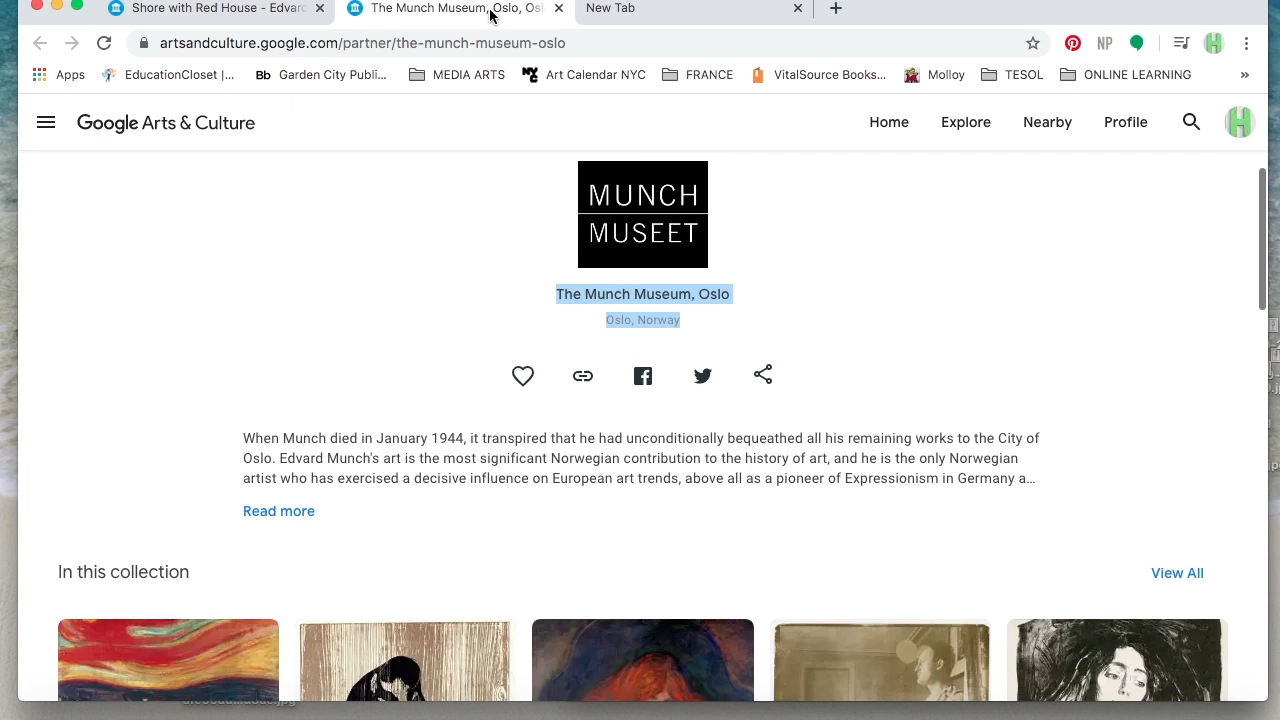 Shore with Red House - Edvard
The Munch Museum, Oslo, Osl
New Tab
artsandculture.google.com/partner/the-munch-museum-oslo
NP
Apps
EducationCloset |...
Bb Garden City Publi...
MEDIA ARTS
NYC Art Calendar NYC
FRANCE
VitalSource Books...
Molloy
TESOL
ONLINE LEARNING
»
Google Arts & Culture
Home
Explore
Nearby
Profile
MUNCH
MUSEET
The Munch Museum, Oslo
Oslo, Norway
When Munch died in January 1944, it transpired that he had unconditionally bequeathed all his remaining works to the City of
Oslo. Edvard Munch's art is the most significant Norwegian contribution to the history of art, and he is the only Norwegian
artist who has exercised a decisive influence on European art trends, above all as a pioneer of Expressionism in Germany a...
Read more
In this collection
View All